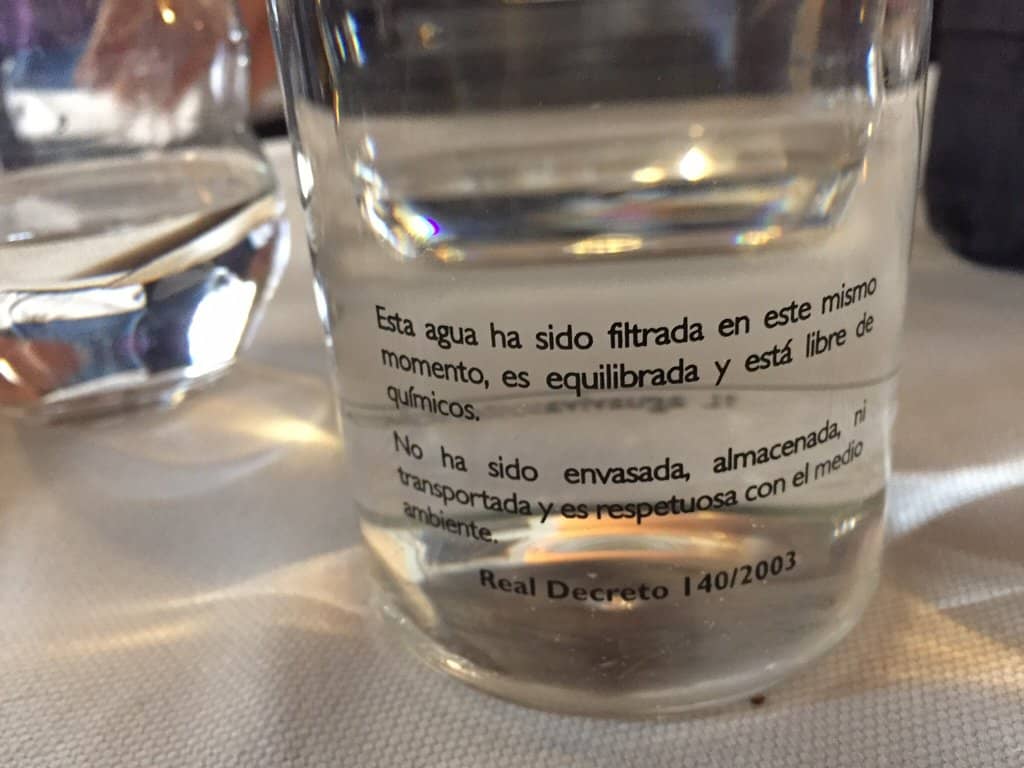 Esta agua ha sido filtrada en este mismo
momento, es equilibrada y está libre de
químicos.
No ha sido envasada, almacenada, ni
transportada y es respetuosa con el medio
ambiente.
Real Decreto 140/2003